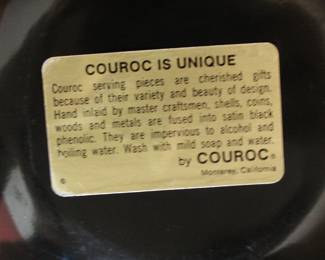 COUROC IS UNIQUE
Couroc serving pieces are cherished gifts
because of their variety and beauty of design.
Hand inlaid by master craftsmen, shells, coins,
woods and metals are fused into satin black
phenolic. They are impervious to alcohol and
boiling water. Wash with mild soap and water.
by COUROC®
Monterey, California